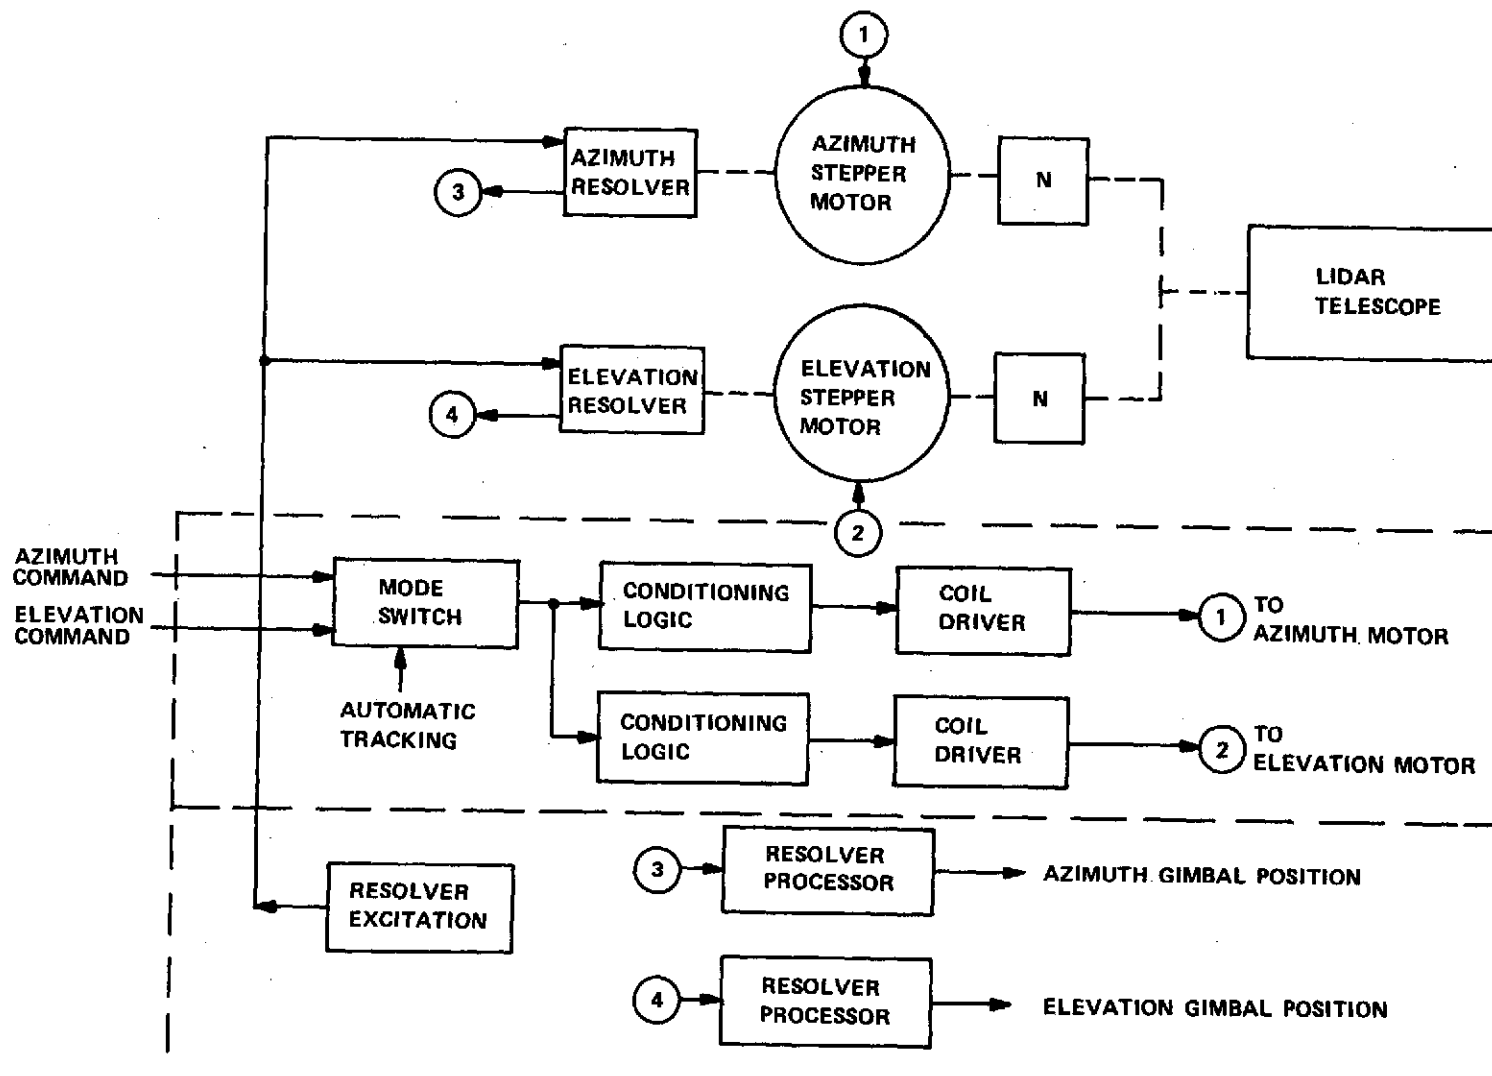 1
AZIMUTH
STEPPER
MOTOR
AZIMUTH
RESOLVER
3
N
LIDAR
TELESCOPE
ELEVATION
STEPPER
MOTOR
ELEVATION
RESOLVER
4
N
2
AZIMUTH
COMMAND
ELEVATION
COMMAND
MODE
SWITCH
CONDITIONING
LOGIC
COIL
DRIVER
1
TO
AZIMUTH MOTOR
AUTOMATIC
TRACKING
CONDITIONING
LOGIC
COIL
DRIVER
2
TO
ELEVATION MOTOR
RESOLVER
EXCITATION
3
RESOLVER
PROCESSOR
AZIMUTH GIMBAL POSITION
4
RESOLVER
PROCESSOR
ELEVATION GIMBAL POSITION